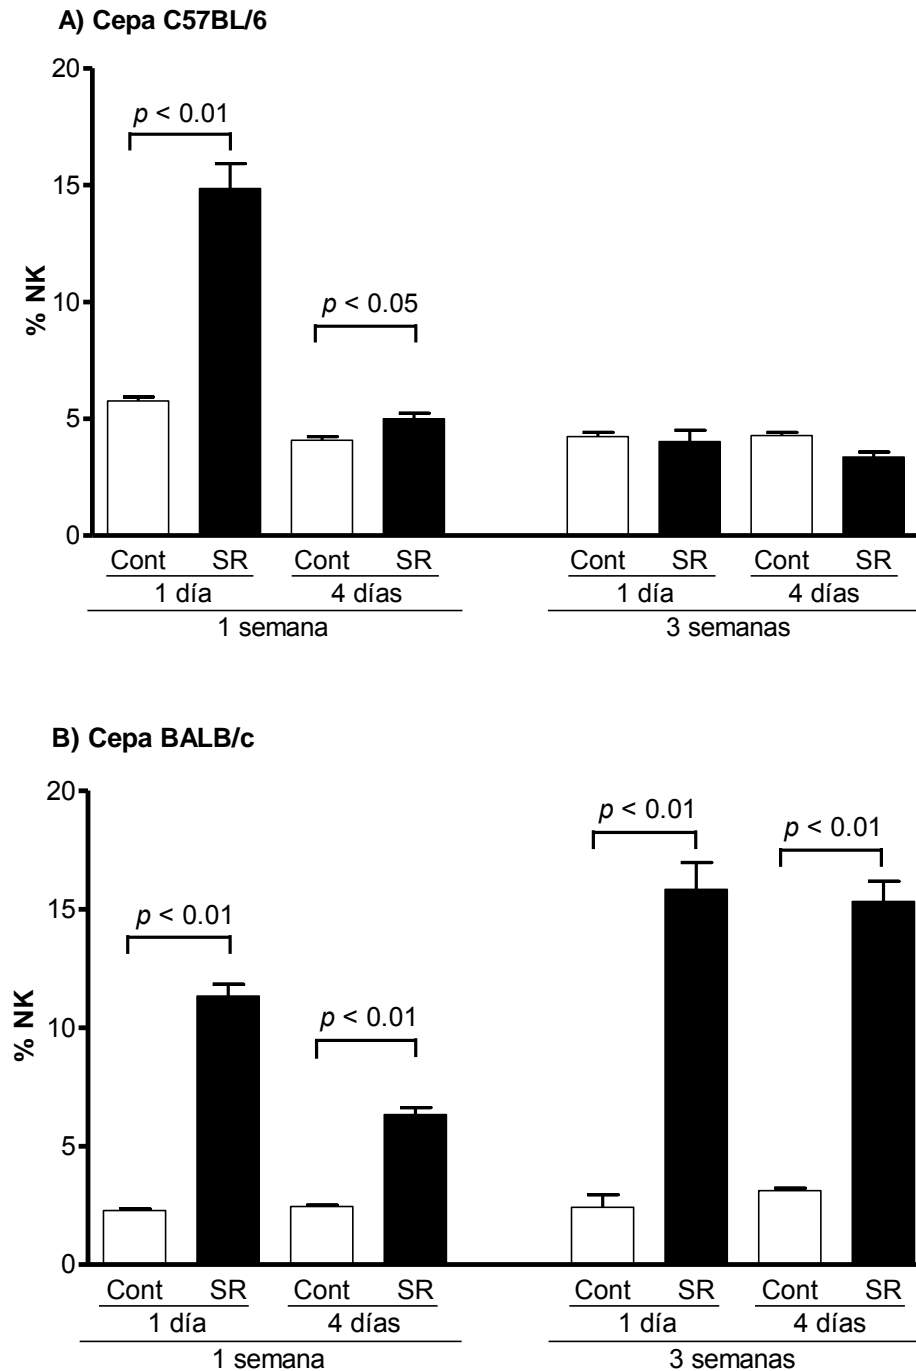 A) Cepa C57BL/6
20
p < 0.01
15
% NK
10
p < 0.05
5
0
Cont SR Cont SR Cont SR Cont SR
1 día 4 días 1 día 4 días
1 semana 3 semanas
B) Cepa BALB/c
20
p < 0.01
p < 0.01
15
p < 0.01
% NK
10
p < 0.01
5
0
Cont SR Cont SR Cont SR Cont SR
1 día 4 días 1 día 4 días
1 semana 3 semanas